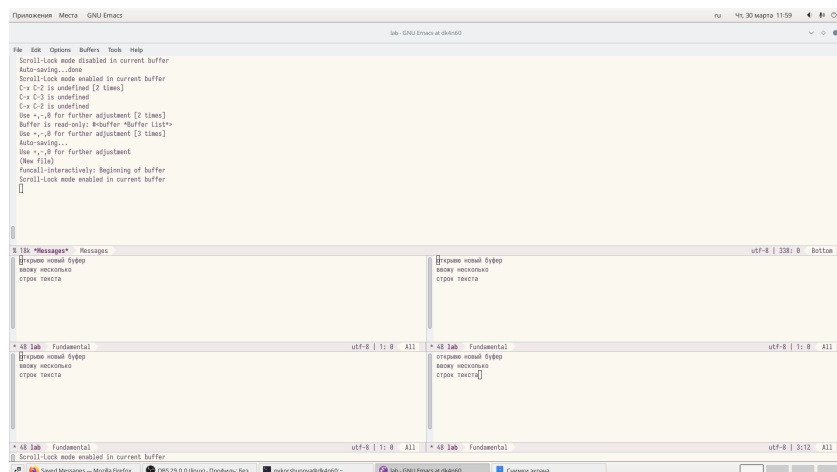 Приложения Места GNU Emacs ru Чт, 30 марта 11:59
lab - GNU Emacs at dk4n60
File Edit Options Buffers Tools Help
Scroll-Lock mode disabled in current buffer
Auto-saving...done
Scroll-Lock mode enabled in current buffer
C-x C-2 is undefined [2 times]
C-x C-3 is undefined
C-x C-2 is undefined
Use +,-,0 for further adjustment [2 times]
Buffer is read-only: #<buffer *Buffer List*>
Use +,-,0 for further adjustment [3 times]
Auto-saving...
Use +,-,0 for further adjustment
(New file)
funcall-interactively: Beginning of buffer
Scroll-Lock mode enabled in current buffer
% 18k *Messages* Messages utf-8 | 338: 0 Bottom
открыве новый буфер
ввожу несколько
строк текста
* 48 lab Fundamental utf-8 | 1: 0 All
открыве новый буфер
ввожу несколько
строк текста
* 48 lab Fundamental utf-8 | 1: 0 All
открыве новый буфер
ввожу несколько
строк текста
* 48 lab Fundamental utf-8 | 1: 0 All
открыве новый буфер
ввожу несколько
строк текста
* 48 lab Fundamental utf-8 | 3:12 All
Scroll-Lock mode enabled in current buffer
Saved Messages — Mozilla Firefox OBS 29.0.0 (linux) - Профиль: Без lab - GNU Emacs at dk4n60 Снимки экрана